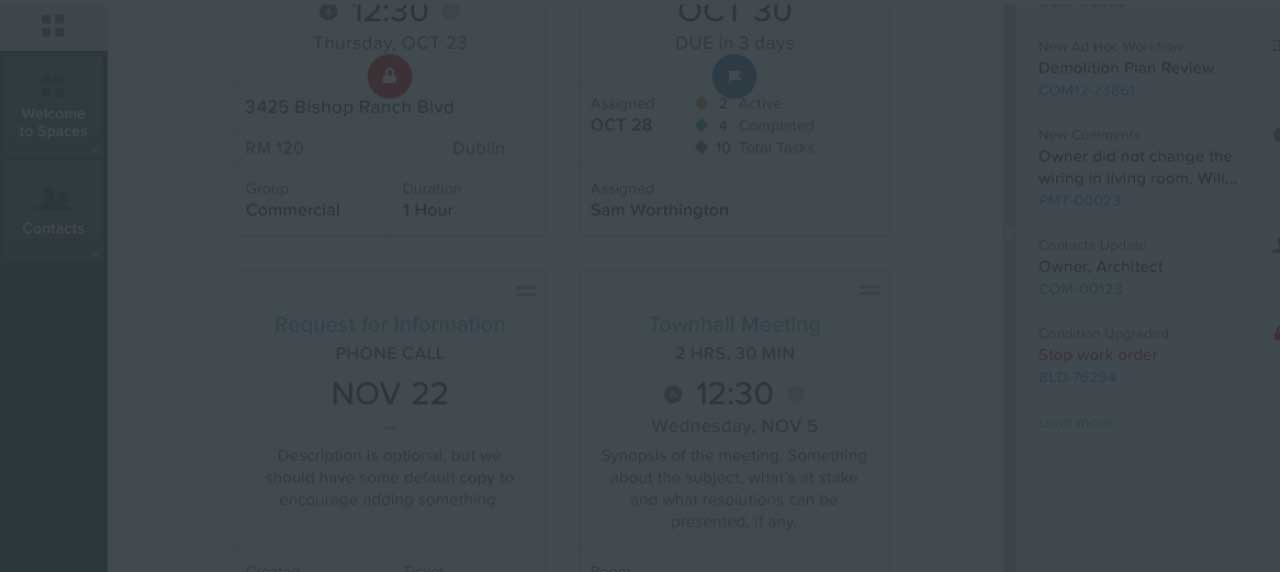 Welcome
to Spaces
Contacts
12:30
Thursday, OCT 23
3425 Bishop Ranch Blvd
RM 120 Dublin
Group Duration
Commercial 1 Hour
OCT 30
DUE in 3 days
Assigned
OCT 28
2 Active
4 Completed
10 Total Tasks
Assigned
Sam Worthington
Request for Information
PHONE CALL
NOV 22
Description is optional, but we
should have some default copy to
encourage adding something
Created Ticket
Townhall Meeting
2 HRS, 30 MIN
12:30
Wednesday, NOV 5
Synopsis of the meeting. Something
about the subject, what's at stake
and what resolutions can be
presented, if any.
Room
New Ad Hoc Workflow
Demolition Plan Review
COM12-23861
New Comments
Owner did not change the
wiring in living room, Will...
PMT-00023
Contacts Update
Owner, Architect
COM-00123
Condition Upgraded
Stop work order
BLD-76294
Load more